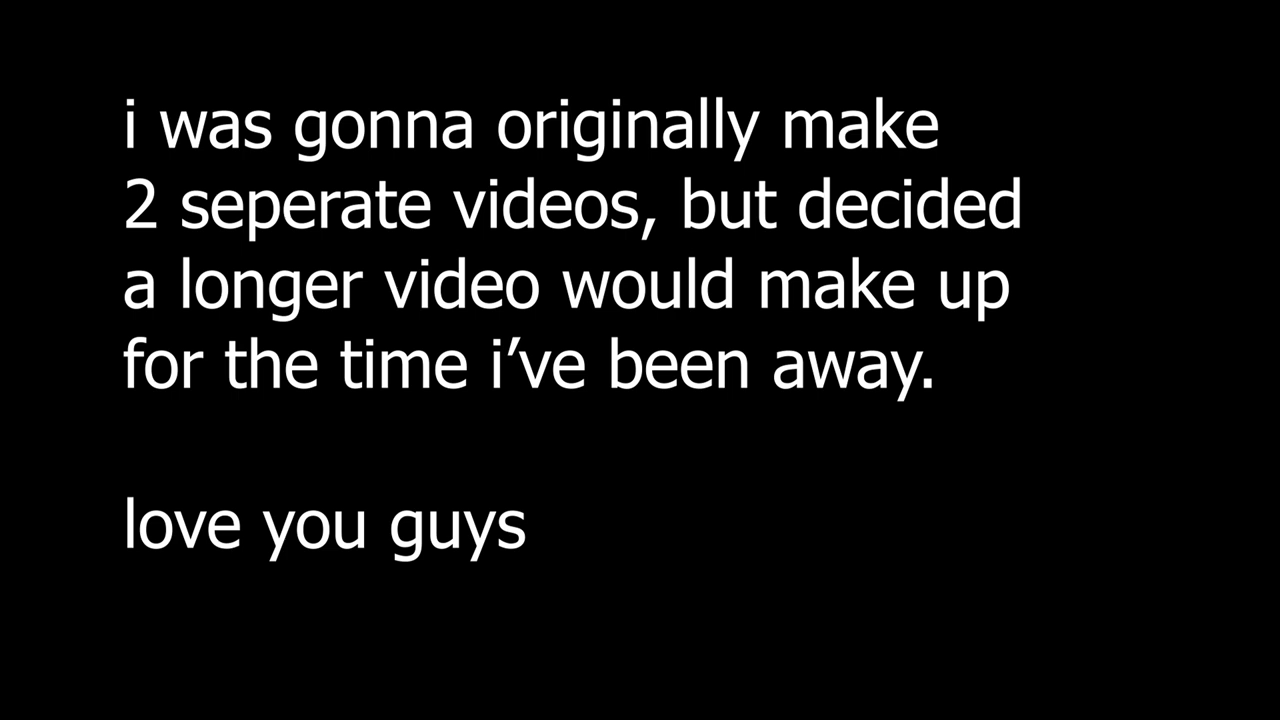 i was gonna originally make
2 seperate videos, but decided
a longer video would make up
for the time i’ve been away.
love you guys